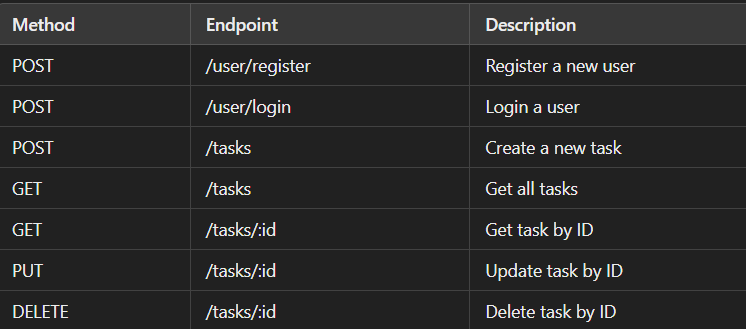 Method Endpoint Description
POST /user/register Register a new user
POST /user/login Login a user
POST /tasks Create a new task
GET /tasks Get all tasks
GET /tasks/:id Get task by ID
PUT /tasks/:id Update task by ID
DELETE /tasks/:id Delete task by ID